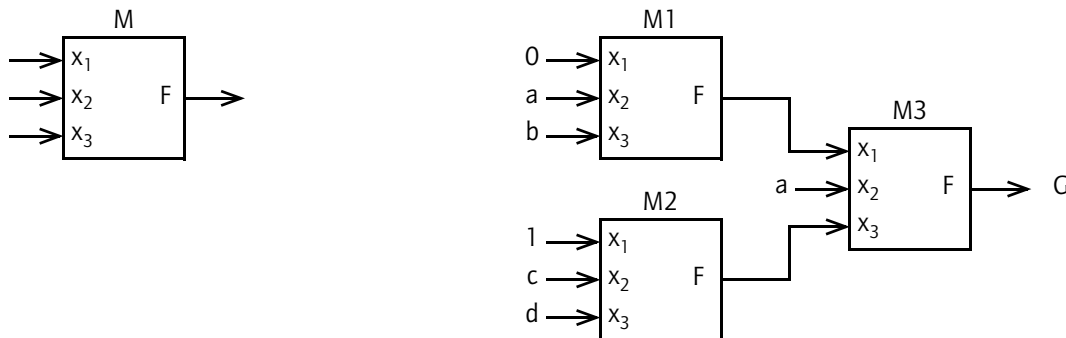 M
x₁
x₂ F
x₃
M1
0 x₁
a x₂ F
b x₃
M2
1 x₁
c x₂ F
d x₃
M3
x₁
a x₂ F G
x₃